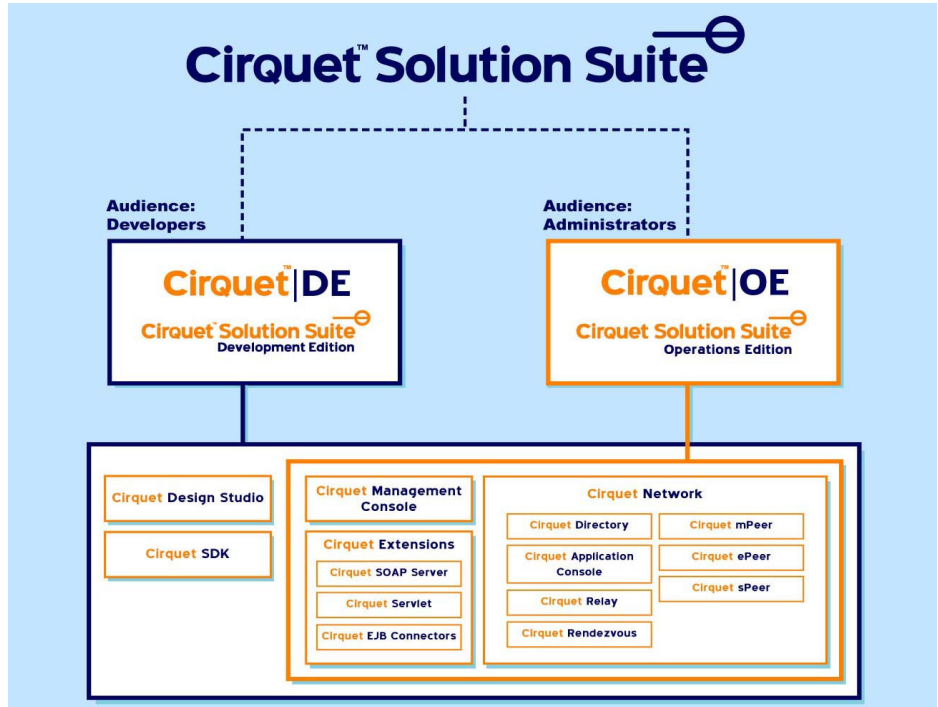 Cirquet™ Solution Suite
Audience:
Developers
Cirquet™|DE
Cirquet™ Solution Suite
Development Edition
Audience:
Administrators
Cirquet™|OE
Cirquet Solution Suite
Operations Edition
Cirquet Design Studio
Cirquet SDK
Cirquet Management
Console
Cirquet Extensions
Cirquet SOAP Server
Cirquet Servlet
Cirquet EJB Connectors
Cirquet Network
Cirquet Directory
Cirquet Application
Console
Cirquet Relay
Cirquet Rendezvous
Cirquet mPeer
Cirquet ePeer
Cirquet sPeer